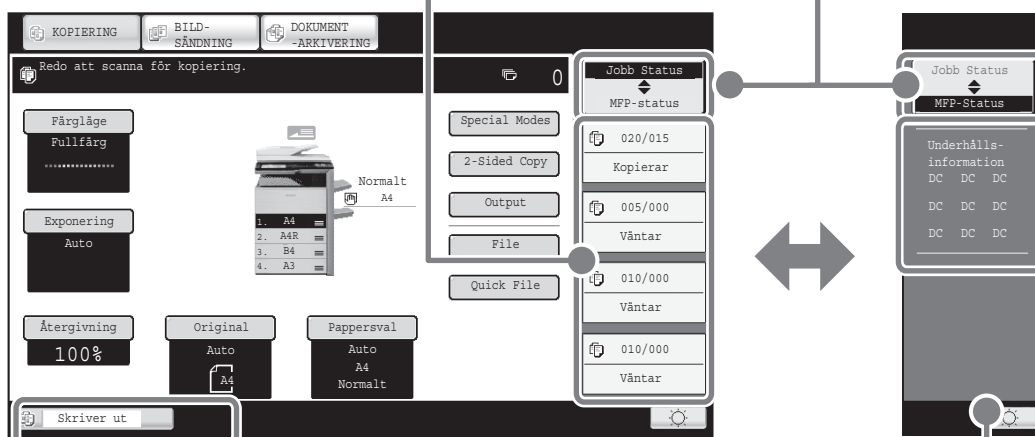 KOPIERING
BILD-
SÄNDNING
DOKUMENT
-ARKIVERING
Redo att scanna för kopiering.
0
Jobb Status
MFP-status
Färgläge
Fullfärg
Exponering
Auto
Normalt
A4
1. A4
2. A4R
3. B4
4. A3
Special Modes
2-Sided Copy
Output
File
Quick File
020/015
Kopierar
005/000
Väntar
010/000
Väntar
010/000
Väntar
Återgivning
100%
Original
Auto
A4
Pappersval
Auto
A4
Normalt
Skriver ut
Jobb Status
MFP-Status
Underhålls-
information
DC DC DC
DC DC DC
DC DC DC